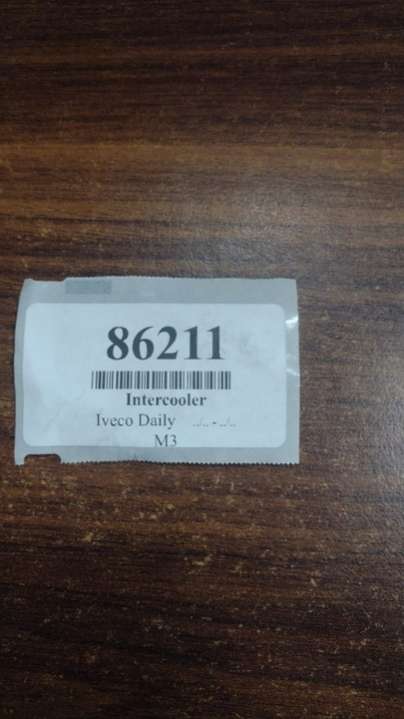 86211
Intercooler
Iveco Daily ../.. - ../..
M3